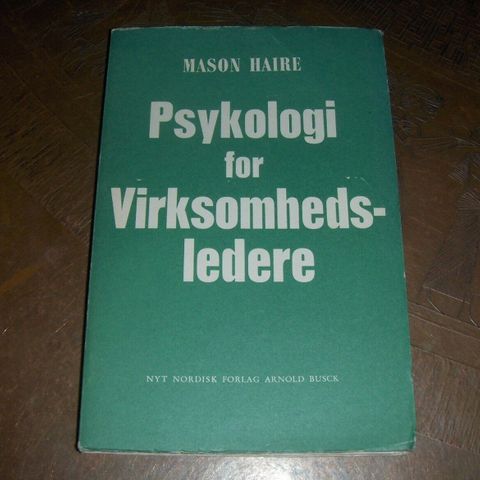 MASON HAIRE
Psykologi
for
Virksomheds-
ledere
NYT NORDISK FORLAG ARNOLD BUSCK